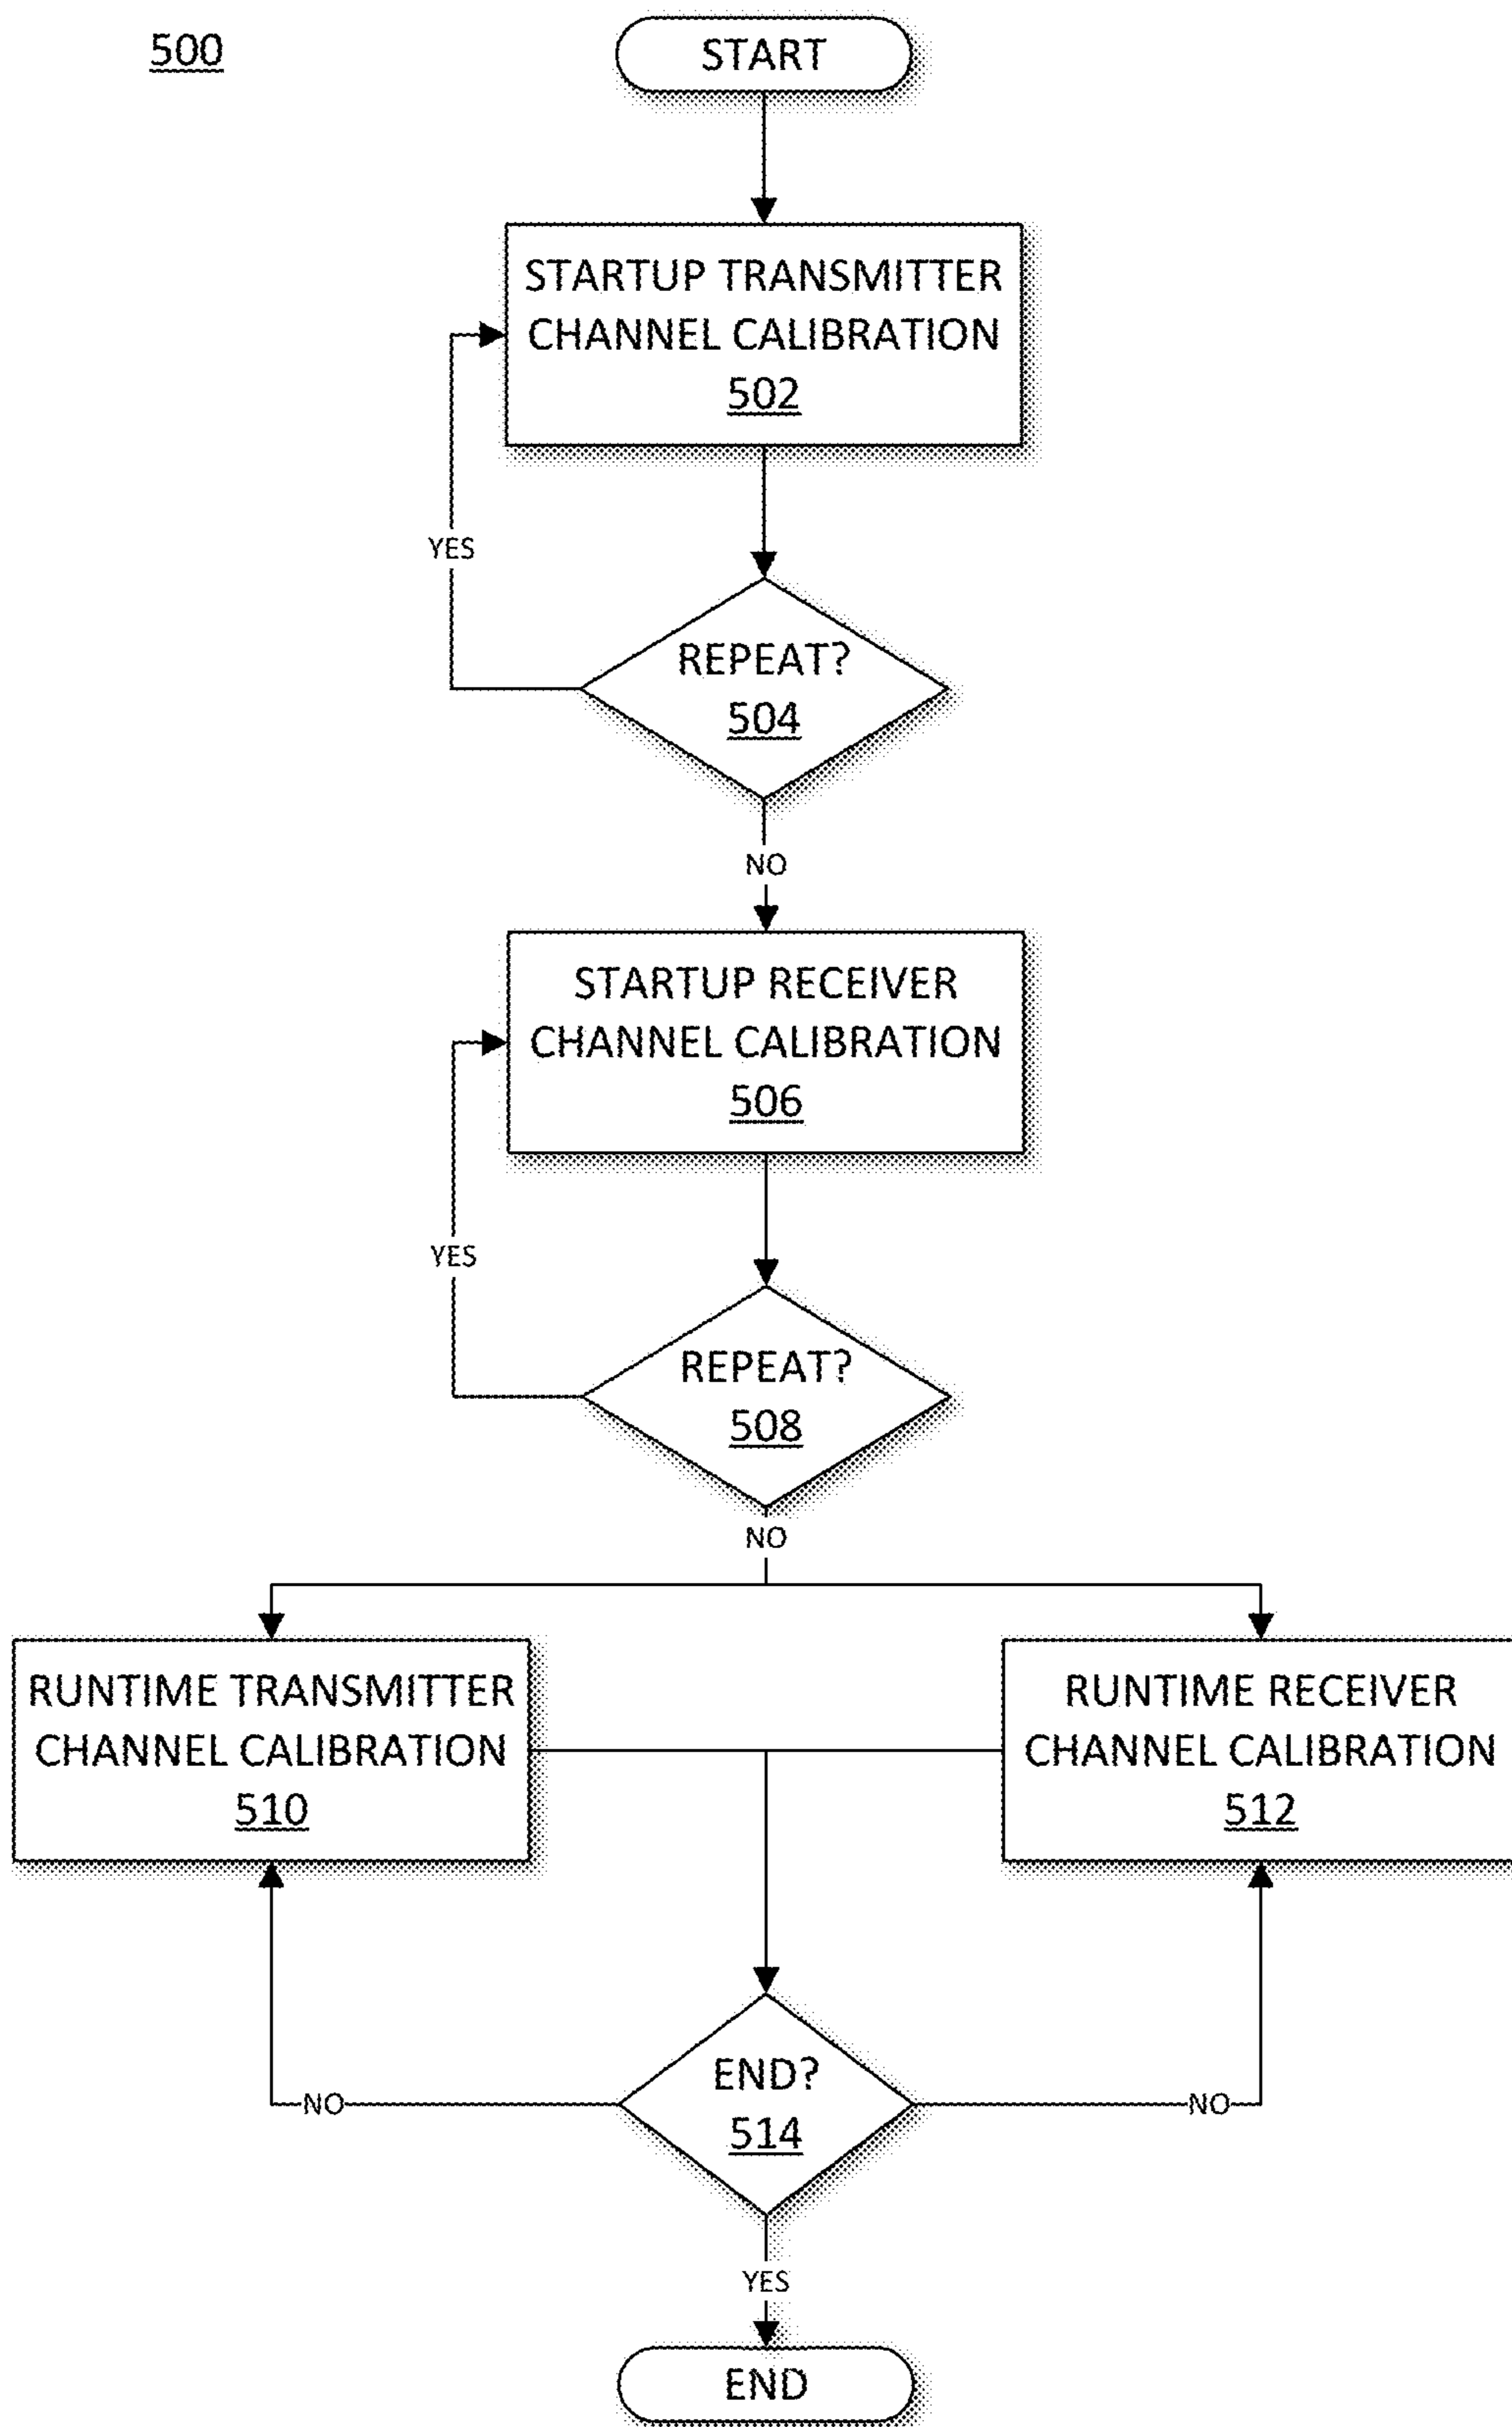 500
START
STARTUP TRANSMITTER
CHANNEL CALIBRATION
502
YES
REPEAT?
504
NO
STARTUP RECEIVER
CHANNEL CALIBRATION
506
YES
REPEAT?
508
NO
RUNTIME TRANSMITTER
CHANNEL CALIBRATION
510
RUNTIME RECEIVER
CHANNEL CALIBRATION
512
END?
514
NO
NO
YES
END